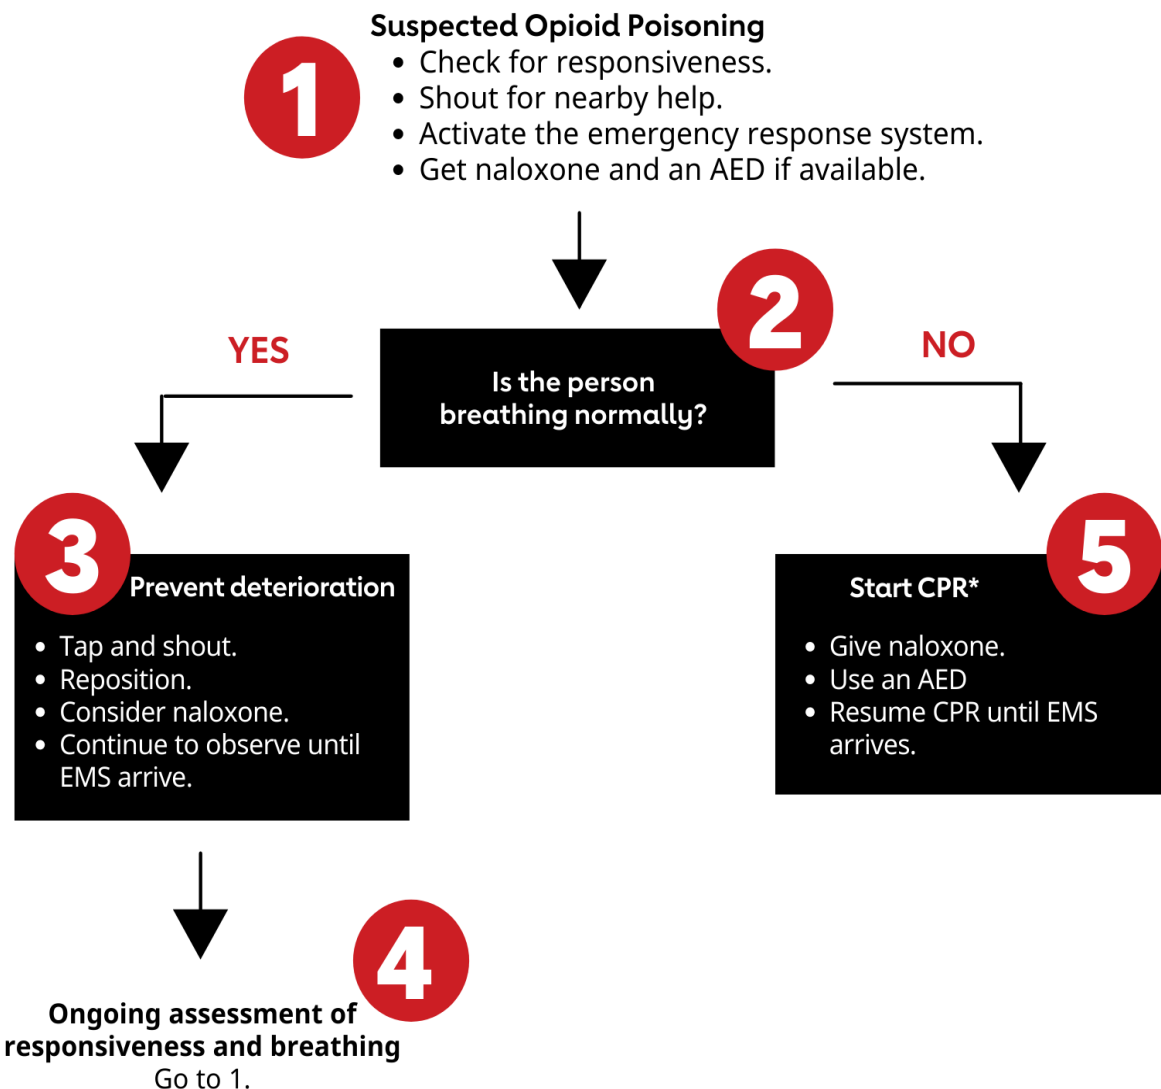 Suspected Opioid Poisoning
1
• Check for responsiveness.
• Shout for nearby help.
• Activate the emergency response system.
• Get naloxone and an AED if available.
2
YES
NO
Is the person
breathing normally?
3
Prevent deterioration
• Tap and shout.
• Reposition.
• Consider naloxone.
• Continue to observe until
EMS arrive.
4
Ongoing assessment of
responsiveness and breathing
Go to 1.
5
Start CPR*
• Give naloxone.
• Use an AED
• Resume CPR until EMS
arrives.